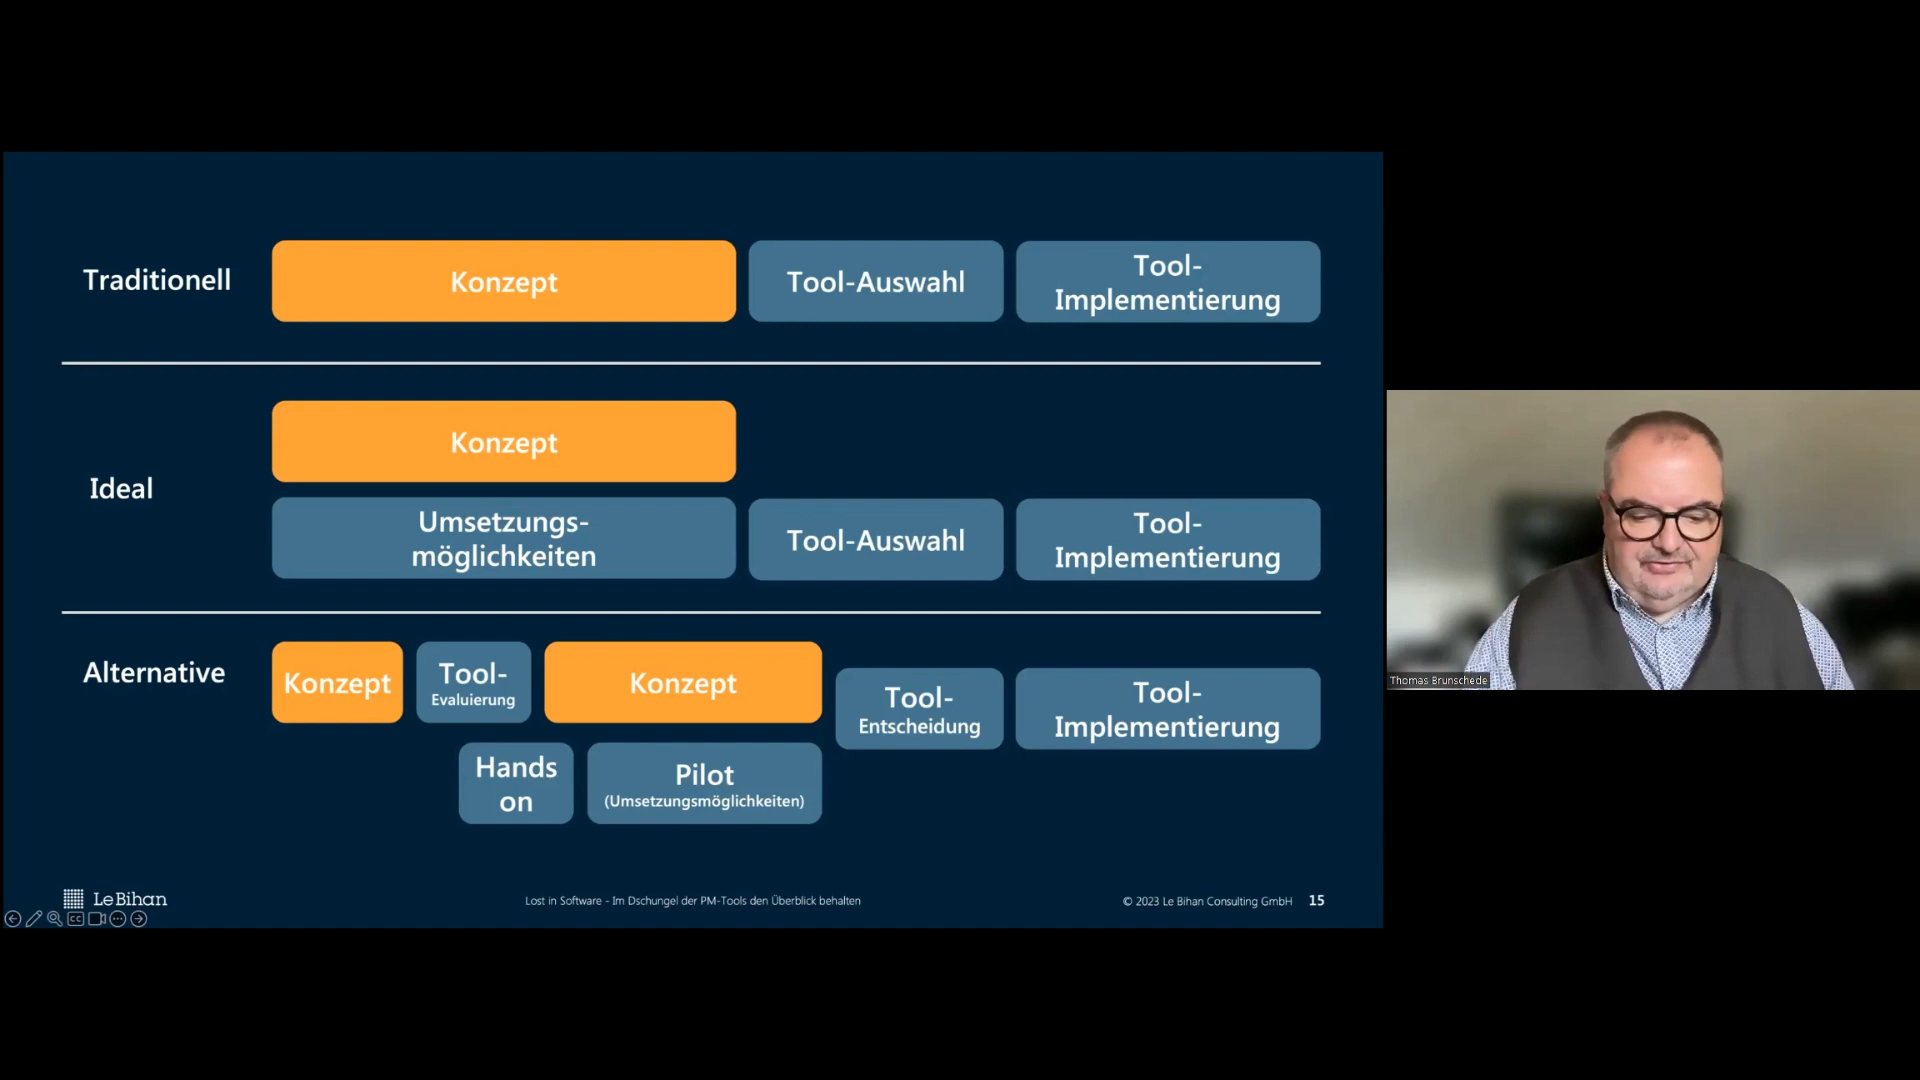 Traditionell
Konzept
Tool-Auswahl
Tool-
Implementierung
Ideal
Konzept
Umsetzungs-
möglichkeiten
Tool-Auswahl
Tool-
Implementierung
Alternative
Konzept
Tool-
Evaluierung
Konzept
Tool-
Entscheidung
Tool-
Implementierung
Hands
on
Pilot
(Umsetzungsmöglichkeiten)
Le Bihan
Lost in Software - Im Dschungel der PM-Tools den Überblick behalten
© 2023 Le Bihan Consulting GmbH 15
CC
Thomas Brunschede